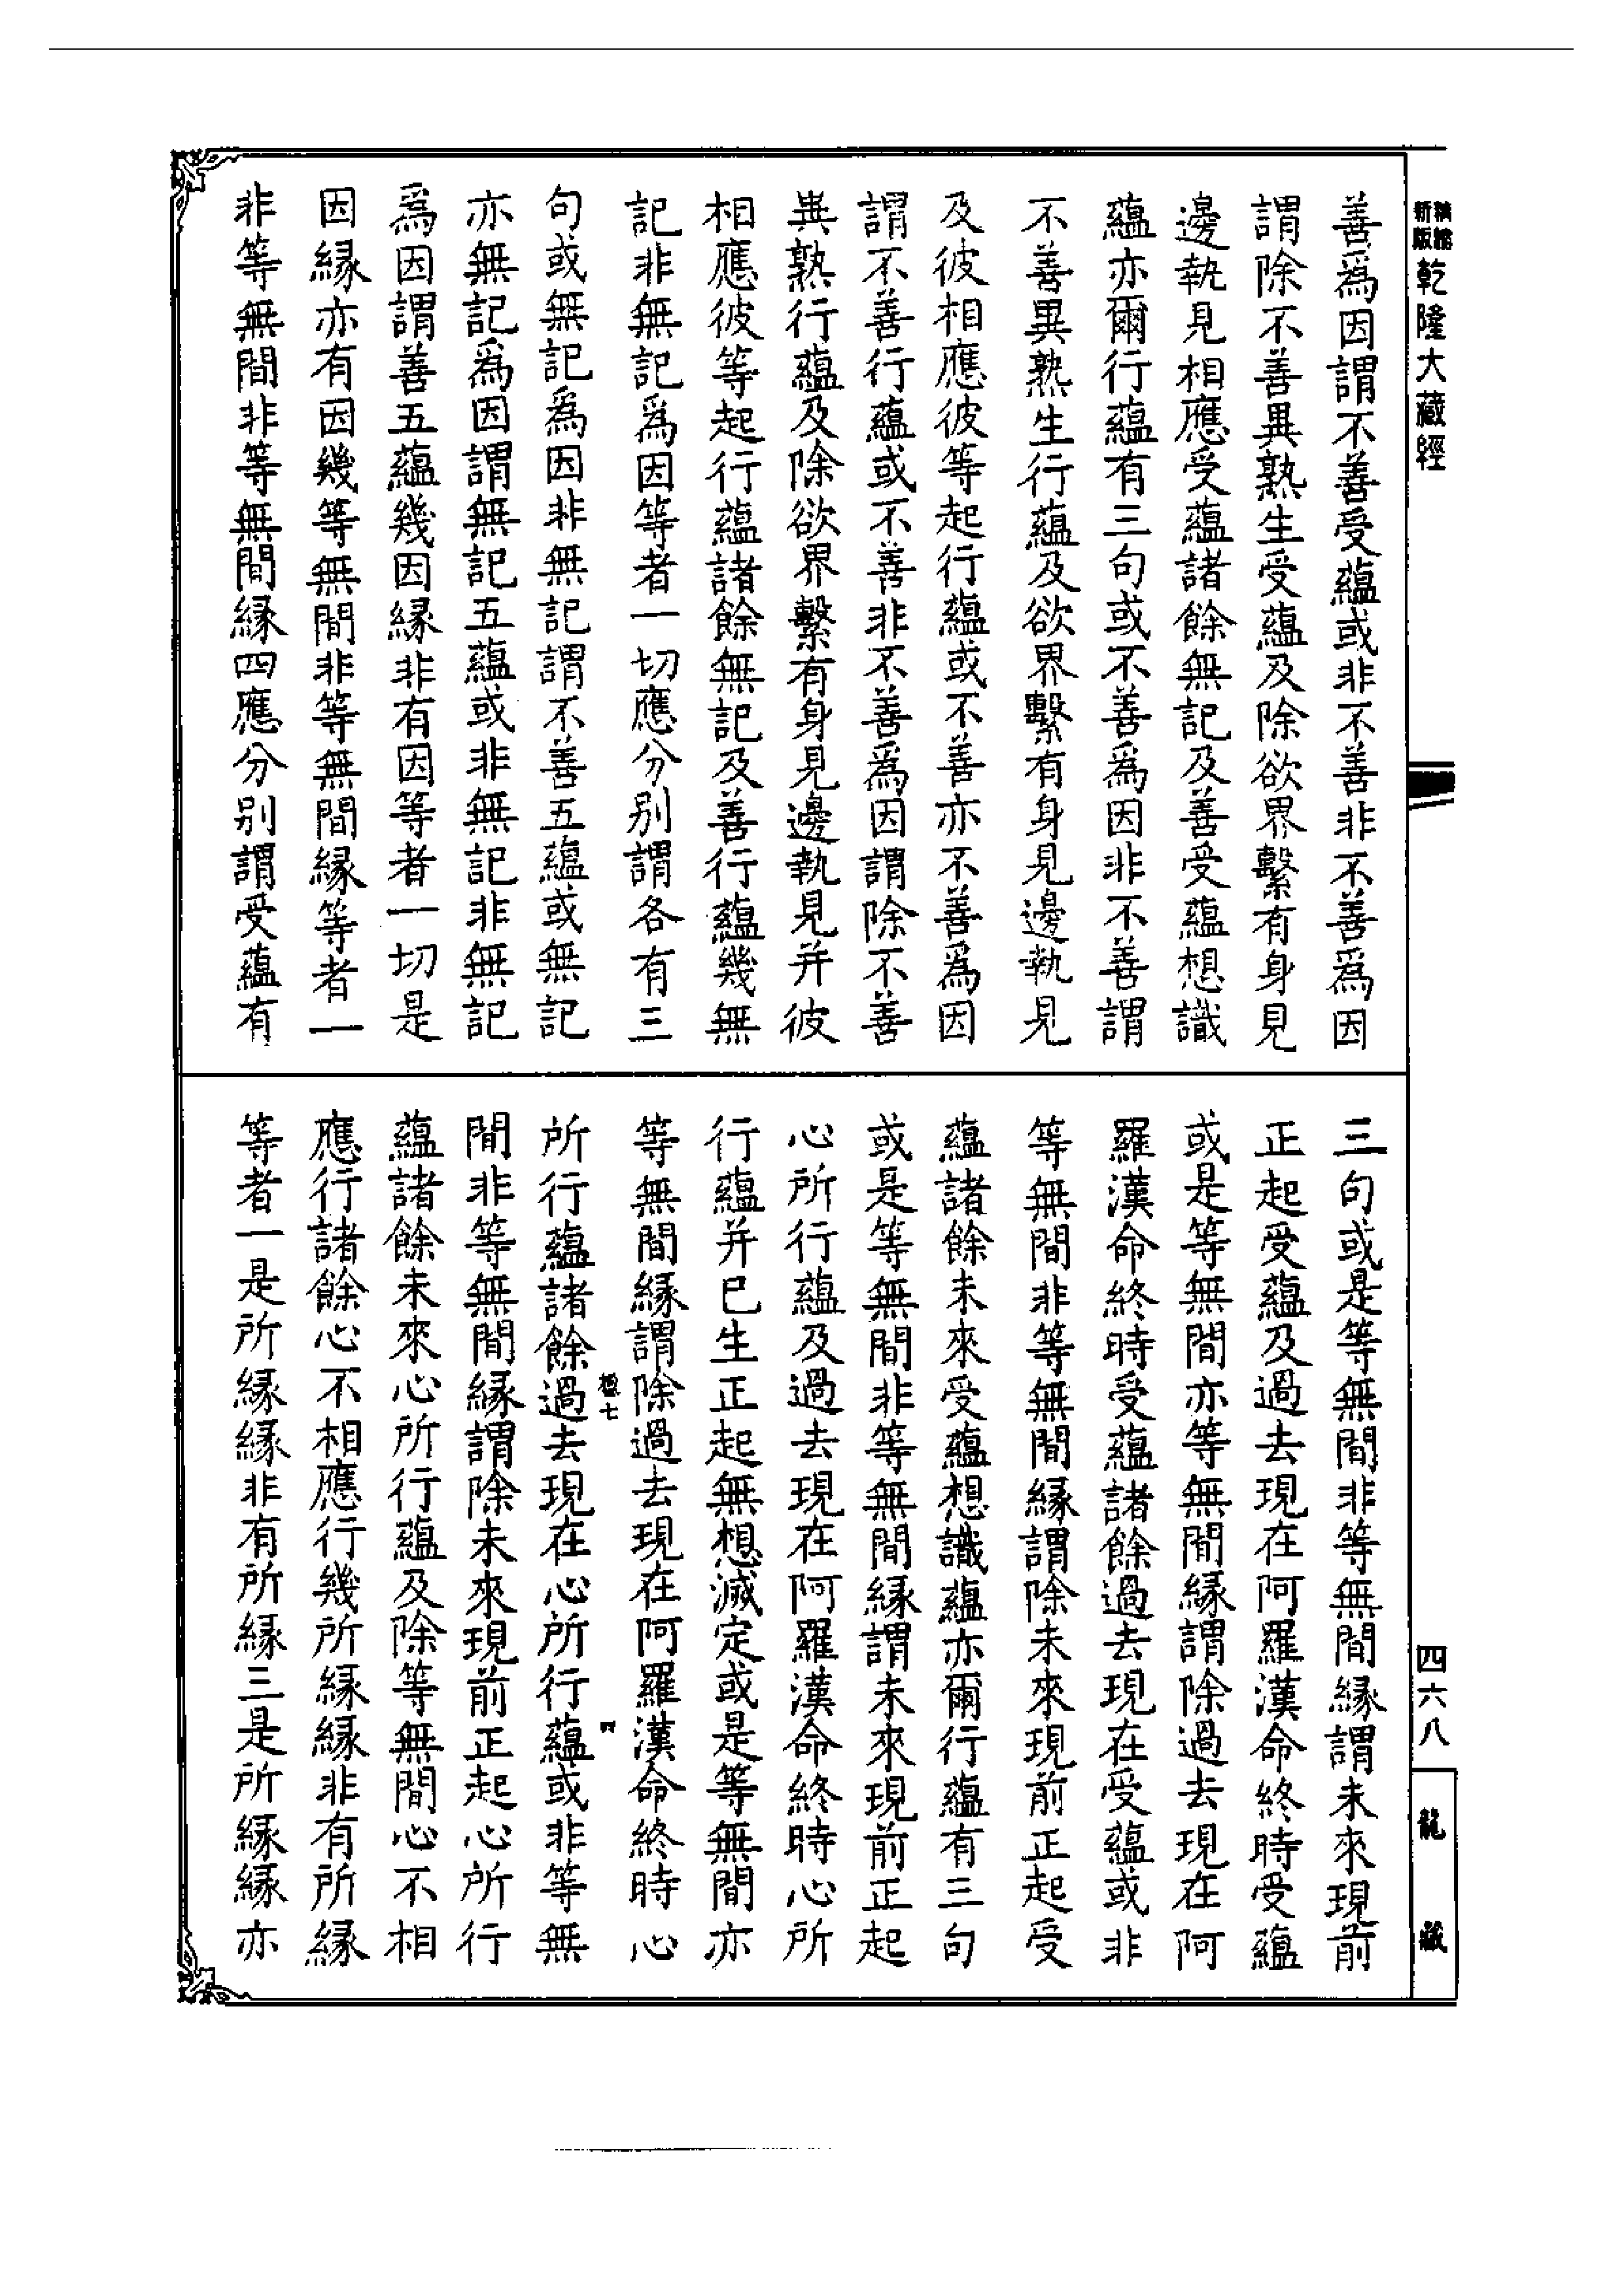 精縮新版乾隆大藏經
善爲因謂不善受蘊或非不善非不善爲因
謂除不善異熟生受蘊及除欲界繫有身見
邊執見相應受蘊諸餘無記及善受蘊想識
蘊亦爾行蘊有三句或不善爲因非不善謂
不善異熟生行蘊及欲界繫有身見邊執見
及彼相應彼等起行蘊或不善亦不善爲因
謂不善行蘊或不善非不善爲因謂除不善
異熟行蘊及除欲界繫有身見邊執見并彼
相應彼等起行蘊諸餘無記及善行蘊幾無
記非無記爲因等者一切應分別謂各有三
句或無記爲因非無記謂不善五蘊或無記
亦無記爲因謂無記五蘊或非無記非無記
爲因謂善五蘊幾因緣非有因等者一切是
因緣亦有因幾等無間非等無間緣等者一
非等無間非等無間緣四應分別謂受蘊有
三句或是等無間非等無間緣謂未來現前
正起受蘊及過去現在阿羅漢命終時受蘊
或是等無間亦等無間緣謂除過去現在阿
羅漢命終時受蘊諸餘過去現在受蘊或非
等無間非等無間緣謂除未來現前正起受
蘊諸餘未來受蘊想識蘊亦爾行蘊有三句
或是等無間非等無間緣謂未來現前正起
心所行蘊及過去現在阿羅漢命終時心所
行蘊并已生正起無想滅定或是等無間亦
等無間緣謂除過去現在阿羅漢命終時心
所行蘊諸餘過去現在心所行蘊或非等無
間非等無間緣謂除未來現前正起心所行
蘊諸餘未來心所行蘊及除等無間心不相
應行諸餘心不相應行幾所緣緣非有所緣
等者一是所緣緣非有所緣三是所緣緣亦
四六八
龍藏